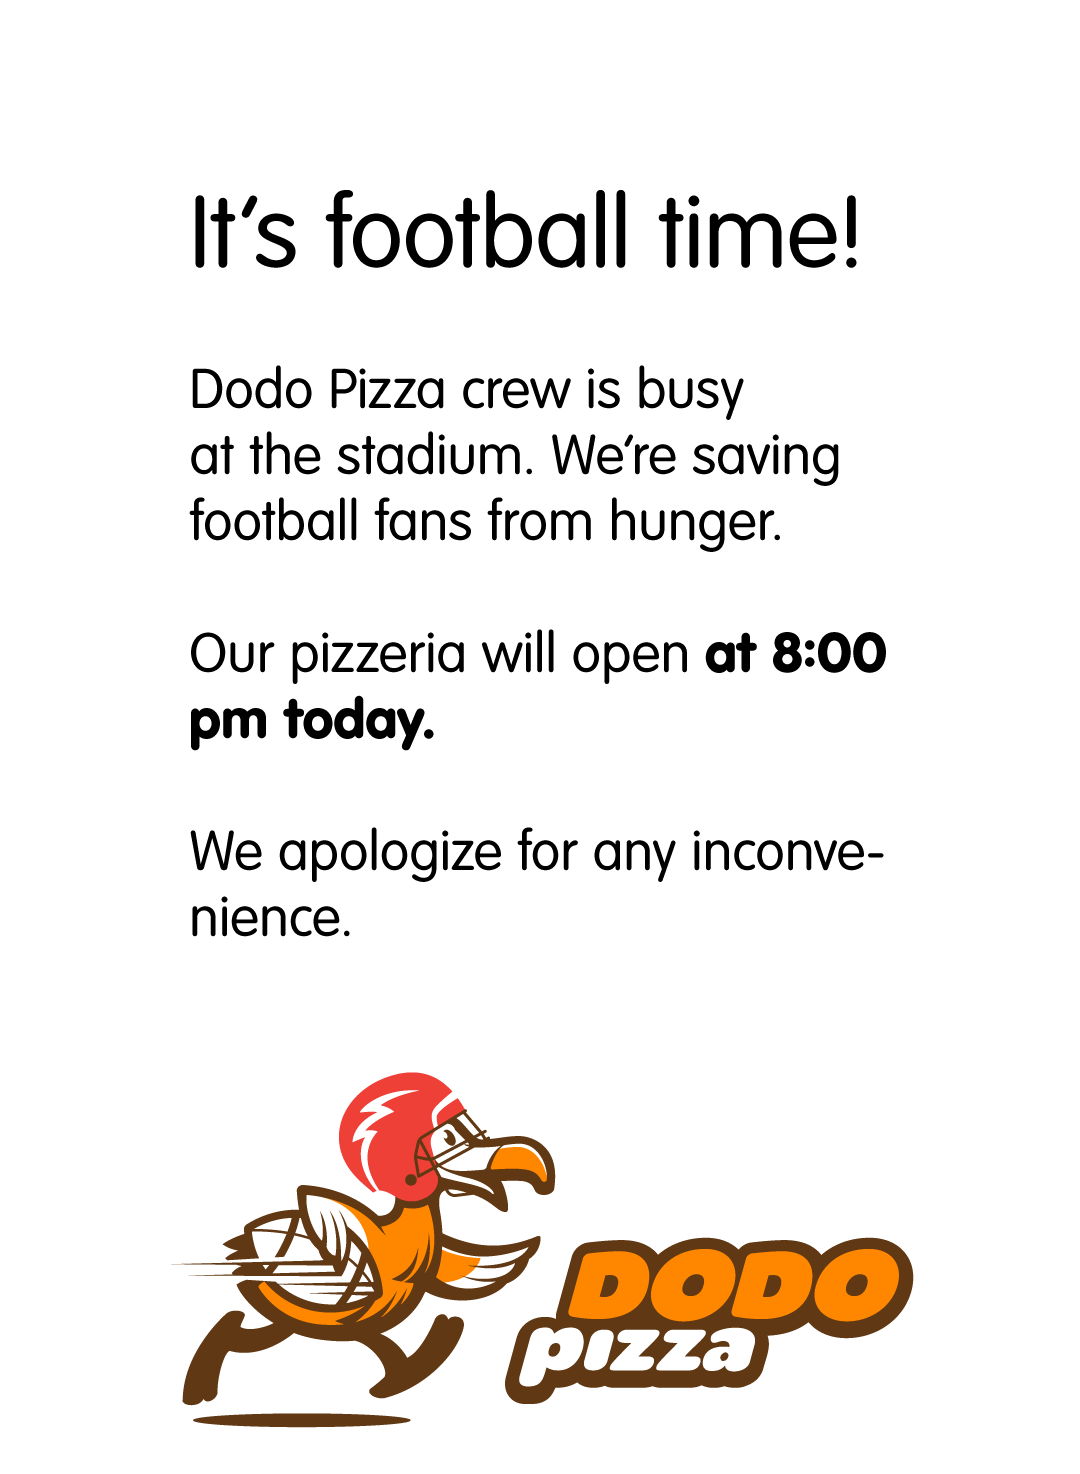 It’s football time!
Dodo Pizza crew is busy
at the stadium. We’re saving
football fans from hunger.
Our pizzeria will open at 8:00
pm today.
We apologize for any inconve-
nience.
DODO
pizza